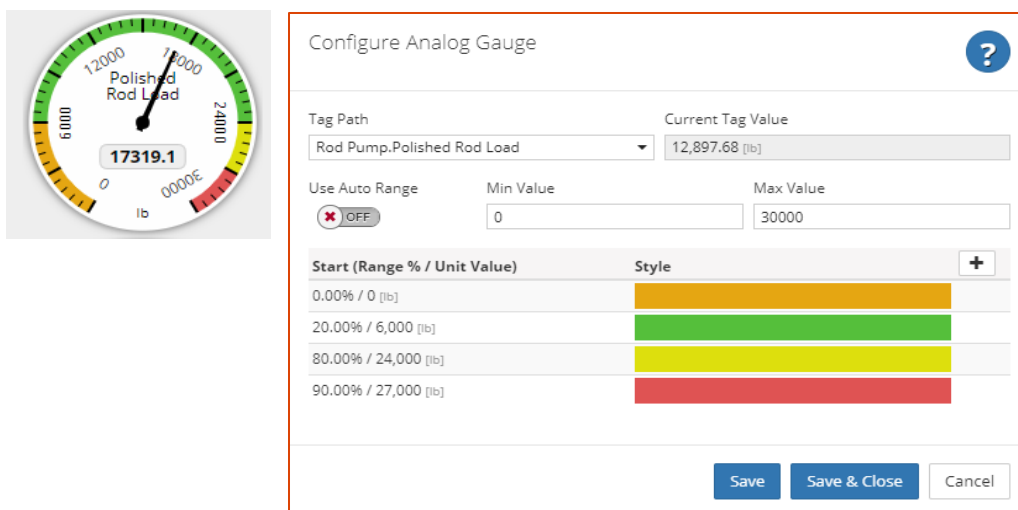 12000
18000
Polished
Rod Load
6000
24000
17319.1
0
30000
lb
Configure Analog Gauge
?
Tag Path
Current Tag Value
Rod Pump.Polished Rod Load
12,897.68 [lb]
Use Auto Range
Min Value
Max Value
OFF
0
30000
Start (Range % / Unit Value)
Style
+
0.00% / 0 [lb]
20.00% / 6,000 [lb]
80.00% / 24,000 [lb]
90.00% / 27,000 [lb]
Save
Save & Close
Cancel